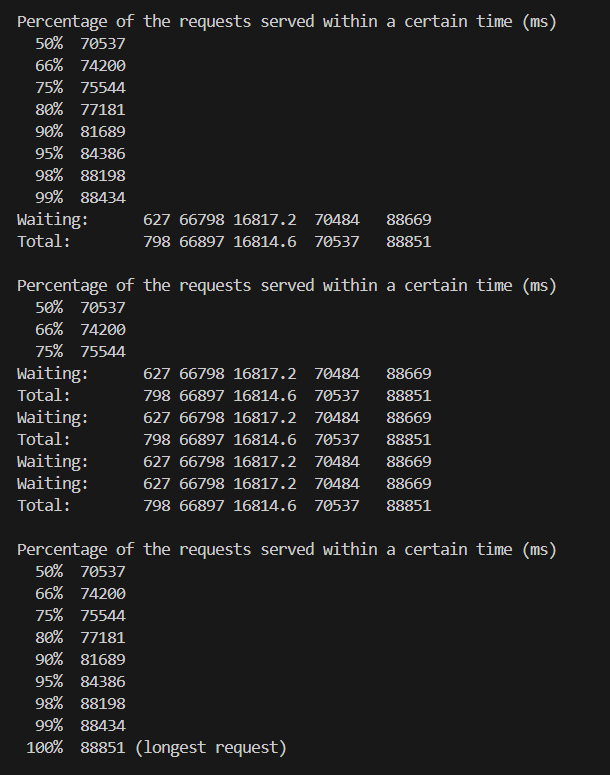 Percentage of the requests served within a certain time (ms)
  50%  70537
  66%  74200
  75%  75544
  80%  77181
  90%  81689
  95%  84386
  98%  88198
  99%  88434
Waiting:      627 66798 16817.2  70484   88669
Total:        798 66897 16814.6  70537   88851

Percentage of the requests served within a certain time (ms)
  50%  70537
  66%  74200
  75%  75544
Waiting:      627 66798 16817.2  70484   88669
Total:        798 66897 16814.6  70537   88851
Waiting:      627 66798 16817.2  70484   88669
Total:        798 66897 16814.6  70537   88851
Waiting:      627 66798 16817.2  70484   88669
Waiting:      627 66798 16817.2  70484   88669
Total:        798 66897 16814.6  70537   88851

Percentage of the requests served within a certain time (ms)
  50%  70537
  66%  74200
  75%  75544
  80%  77181
  90%  81689
  95%  84386
  98%  88198
  99%  88434
 100%  88851 (longest request)